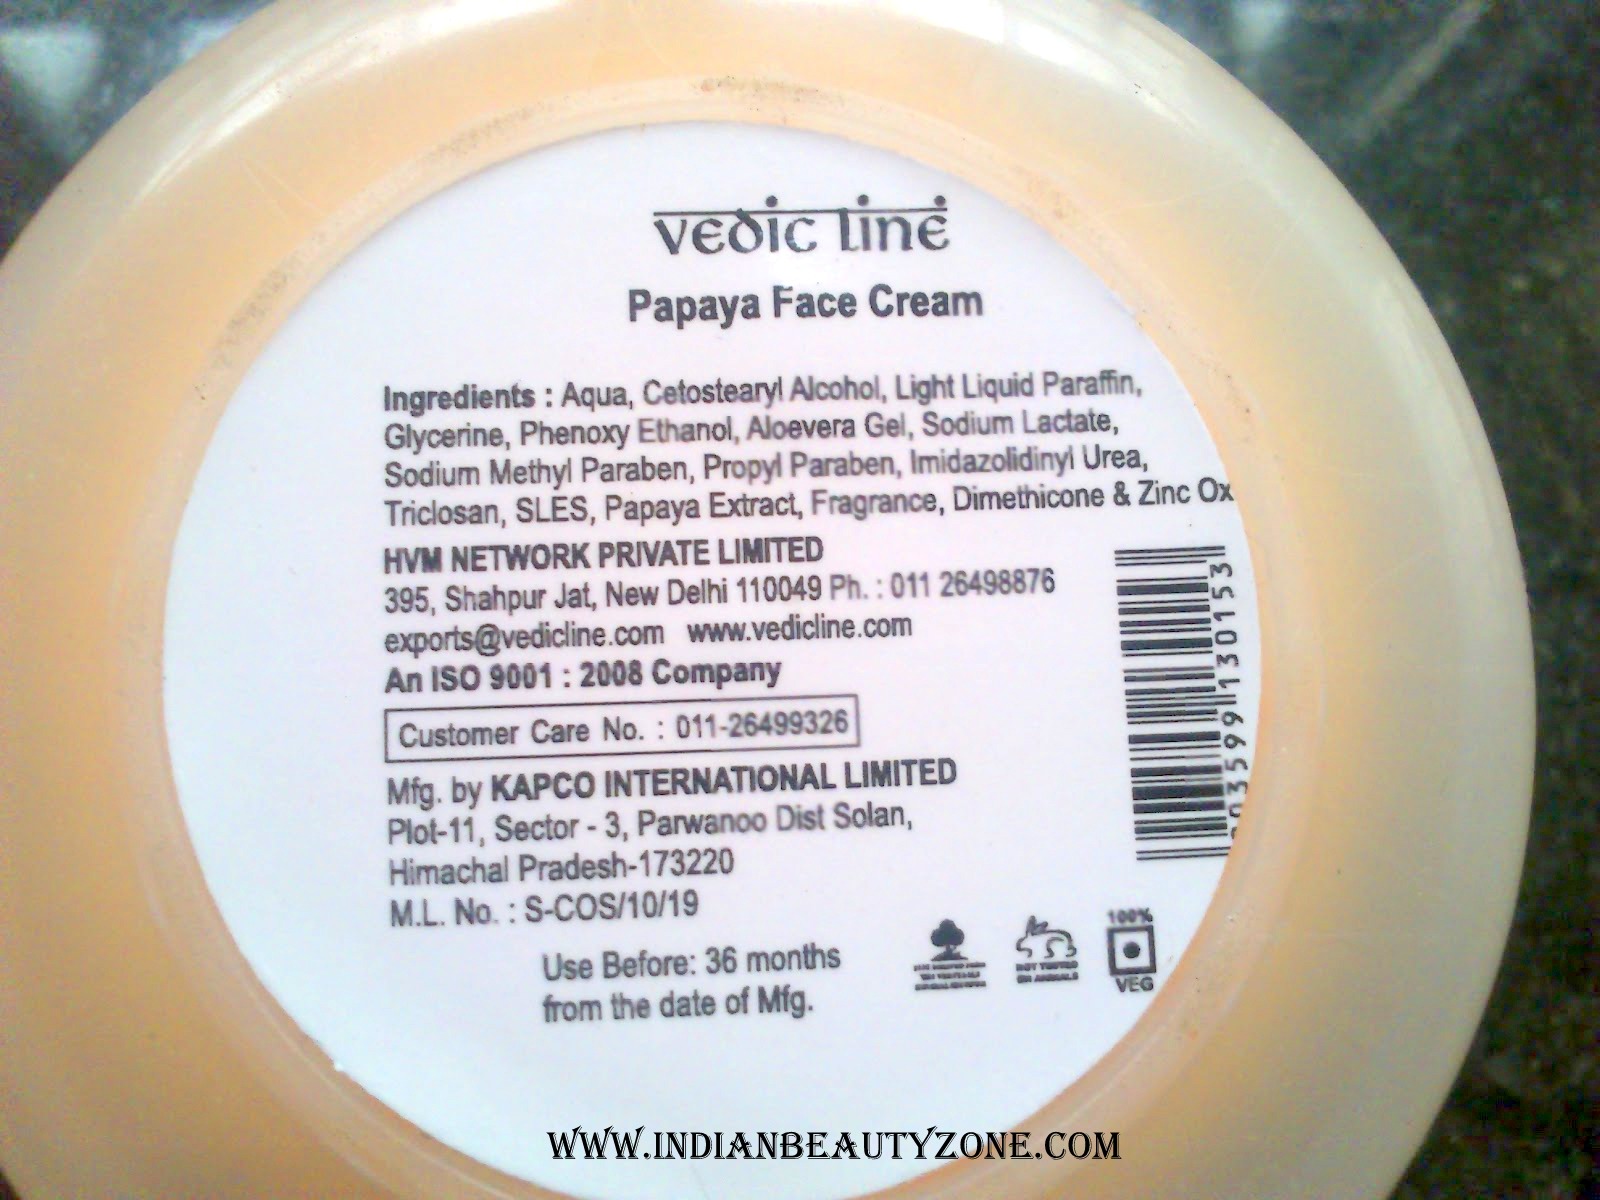 vedic line
Papaya Face Cream
Ingredients : Aqua, Cetostearyl Alcohol, Light Liquid Paraffin,
Glycerine, Phenoxy Ethanol, Aloevera Gel, Sodium Lactate,
Sodium Methyl Paraben, Propyl Paraben, Imidazolidinyl Urea,
Triclosan, SLES, Papaya Extract, Fragrance, Dimethicone & Zinc Ox
HVM NETWORK PRIVATE LIMITED
395, Shahpur Jat, New Delhi 110049 Ph. : 011 26498876
exports@vedicline.com www.vedicline.com
An ISO 9001 : 2008 Company
Customer Care No. : 011-26499326
Mfg. by KAPCO INTERNATIONAL LIMITED
Plot-11, Sector - 3, Parwanoo Dist Solan,
Himachal Pradesh-173220
M.L. No. : S-COS/10/19
Use Before: 36 months
from the date of Mfg.
NOT TESTED
ON ANIMALS
100%
VEG
WWW.INDIANBEAUTYZONE.COM